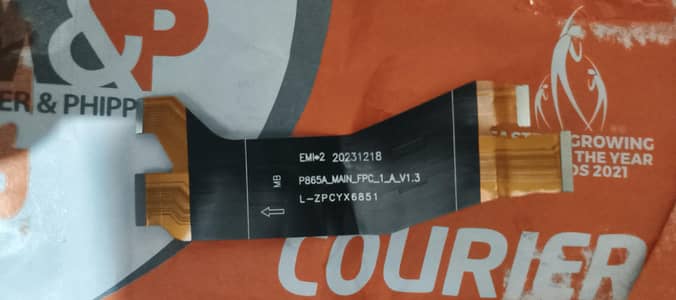 &P
ER & PHIPP
EMI*2 20231218
MB
P865A_MAIN_FPC_1_A_V1.3
L-ZPCYX6851
GROWING
THE YEAR
DS 2021
COURIER